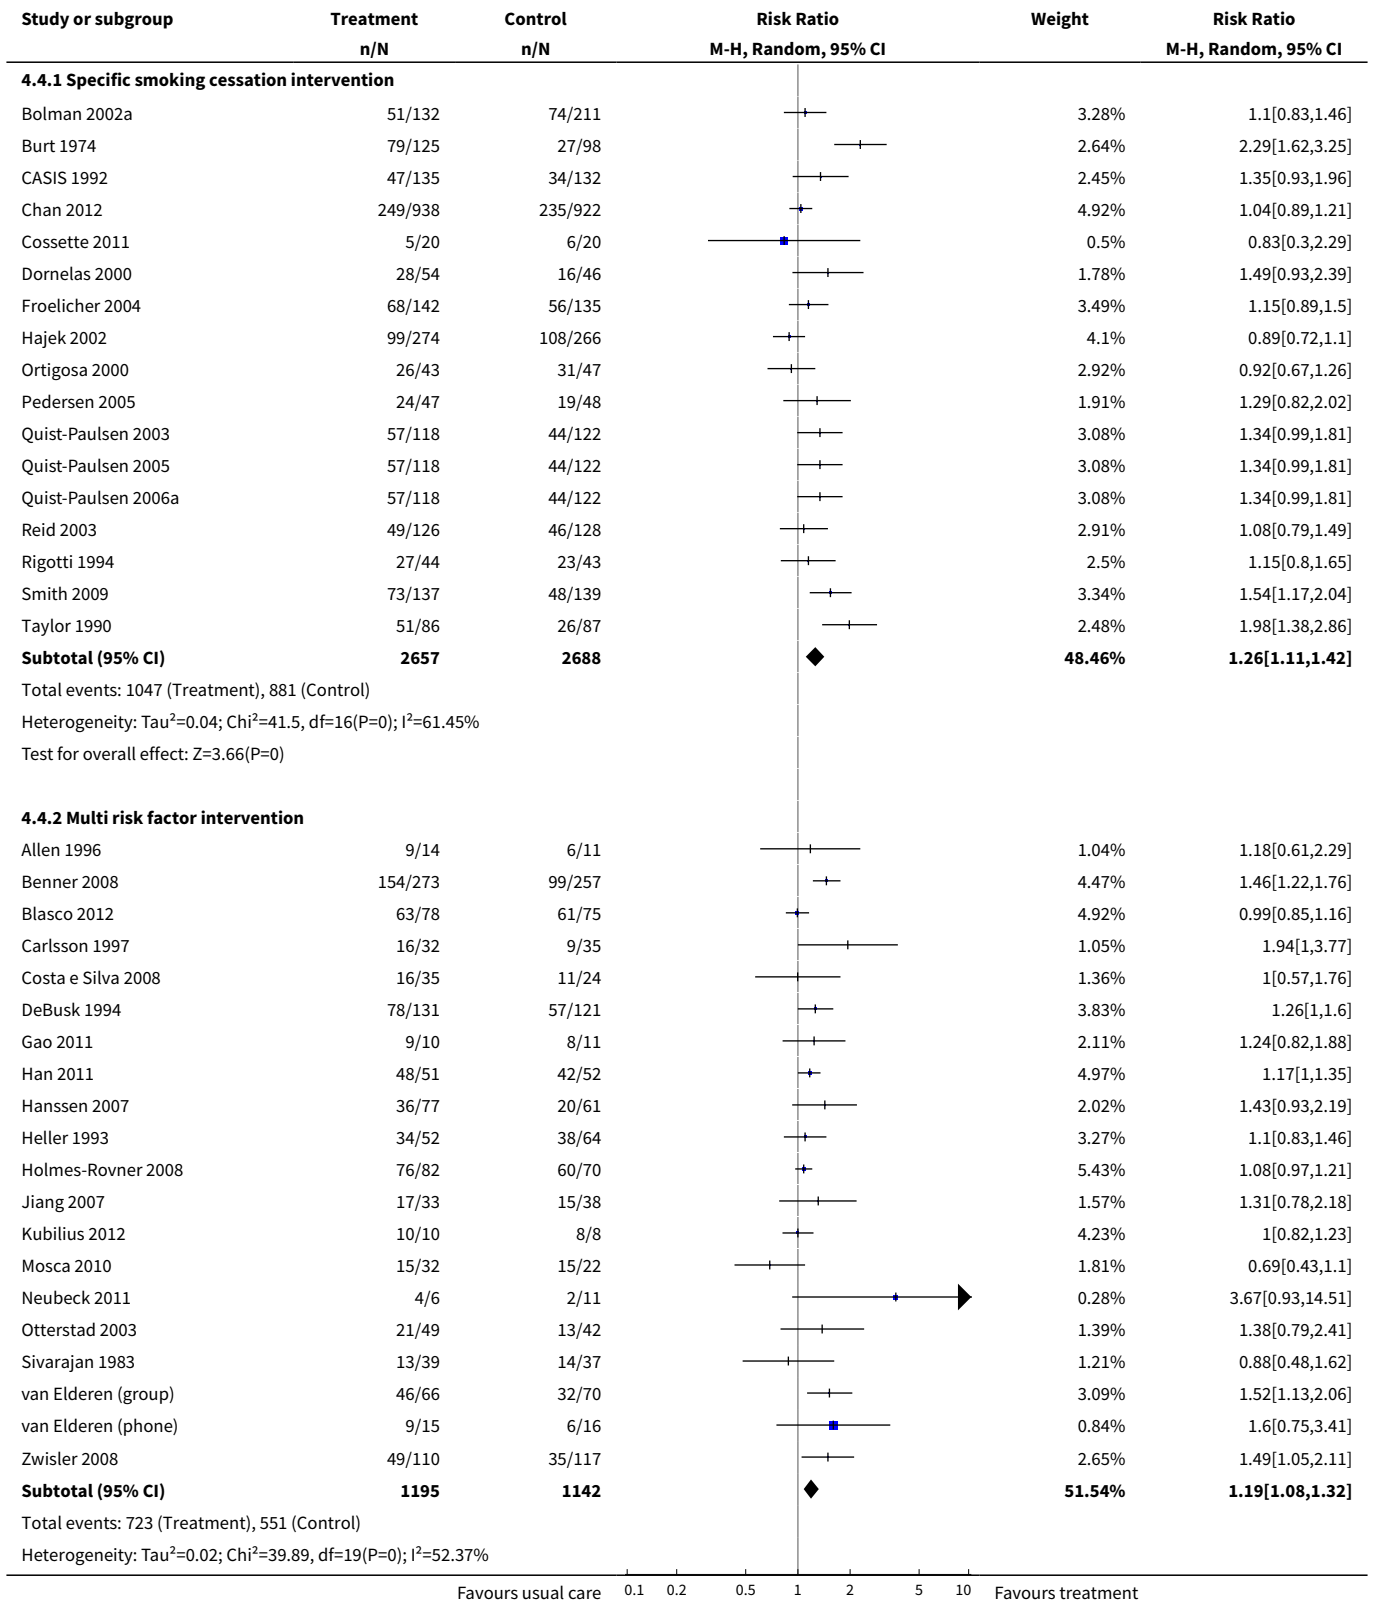 Study or subgroup Treatment Control Risk Ratio Weight Risk Ratio
n/N n/N M-H, Random, 95% CI M-H, Random, 95% CI
4.4.1 Specific smoking cessation intervention
Bolman 2002a 51/132 74/211 3.28% 1.1[0.83,1.46]
Burt 1974 79/125 27/98 2.64% 2.29[1.62,3.25]
CASIS 1992 47/135 34/132 2.45% 1.35[0.93,1.96]
Chan 2012 249/938 235/922 4.92% 1.04[0.89,1.21]
Cossette 2011 5/20 6/20 0.5% 0.83[0.3,2.29]
Dornelas 2000 28/54 16/46 1.78% 1.49[0.93,2.39]
Froelicher 2004 68/142 56/135 3.49% 1.15[0.89,1.5]
Hajek 2002 99/274 108/266 4.1% 0.89[0.72,1.1]
Ortigosa 2000 26/43 31/47 2.92% 0.92[0.67,1.26]
Pedersen 2005 24/47 19/48 1.91% 1.29[0.82,2.02]
Quist-Paulsen 2003 57/118 44/122 3.08% 1.34[0.99,1.81]
Quist-Paulsen 2005 57/118 44/122 3.08% 1.34[0.99,1.81]
Quist-Paulsen 2006a 57/118 44/122 3.08% 1.34[0.99,1.81]
Reid 2003 49/126 46/128 2.91% 1.08[0.79,1.49]
Rigotti 1994 27/44 23/43 2.5% 1.15[0.8,1.65]
Smith 2009 73/137 48/139 3.34% 1.54[1.17,2.04]
Taylor 1990 51/86 26/87 2.48% 1.98[1.38,2.86]
Subtotal (95% CI) 2657 2688 48.46% 1.26[1.11,1.42]
Total events: 1047 (Treatment), 881 (Control)
Heterogeneity: Tau²=0.04; Chi²=41.5, df=16(P=0); I²=61.45%
Test for overall effect: Z=3.66(P=0)
4.4.2 Multi risk factor intervention
Allen 1996 9/14 6/11 1.04% 1.18[0.61,2.29]
Benner 2008 154/273 99/257 4.47% 1.46[1.22,1.76]
Blasco 2012 63/78 61/75 4.92% 0.99[0.85,1.16]
Carlsson 1997 16/32 9/35 1.05% 1.94[1,3.77]
Costa e Silva 2008 16/35 11/24 1.36% 1[0.57,1.76]
DeBusk 1994 78/131 57/121 3.83% 1.26[1,1.6]
Gao 2011 9/10 8/11 2.11% 1.24[0.82,1.88]
Han 2011 48/51 42/52 4.97% 1.17[1,1.35]
Hanssen 2007 36/77 20/61 2.02% 1.43[0.93,2.19]
Heller 1993 34/52 38/64 3.27% 1.1[0.83,1.46]
Holmes-Rovner 2008 76/82 60/70 5.43% 1.08[0.97,1.21]
Jiang 2007 17/33 15/38 1.57% 1.31[0.78,2.18]
Kubilius 2012 10/10 8/8 4.23% 1[0.82,1.23]
Mosca 2010 15/32 15/22 1.81% 0.69[0.43,1.1]
Neubeck 2011 4/6 2/11 0.28% 3.67[0.93,14.51]
Otterstad 2003 21/49 13/42 1.39% 1.38[0.79,2.41]
Sivarajan 1983 13/39 14/37 1.21% 0.88[0.48,1.62]
van Elderen (group) 46/66 32/70 3.09% 1.52[1.13,2.06]
van Elderen (phone) 9/15 6/16 0.84% 1.6[0.75,3.41]
Zwisler 2008 49/110 35/117 2.65% 1.49[1.05,2.11]
Subtotal (95% CI) 1195 1142 51.54% 1.19[1.08,1.32]
Total events: 723 (Treatment), 551 (Control)
Heterogeneity: Tau²=0.02; Chi²=39.89, df=19(P=0); I²=52.37%
Favours usual care 0.1 0.2 0.5 1 2 5 10 Favours treatment